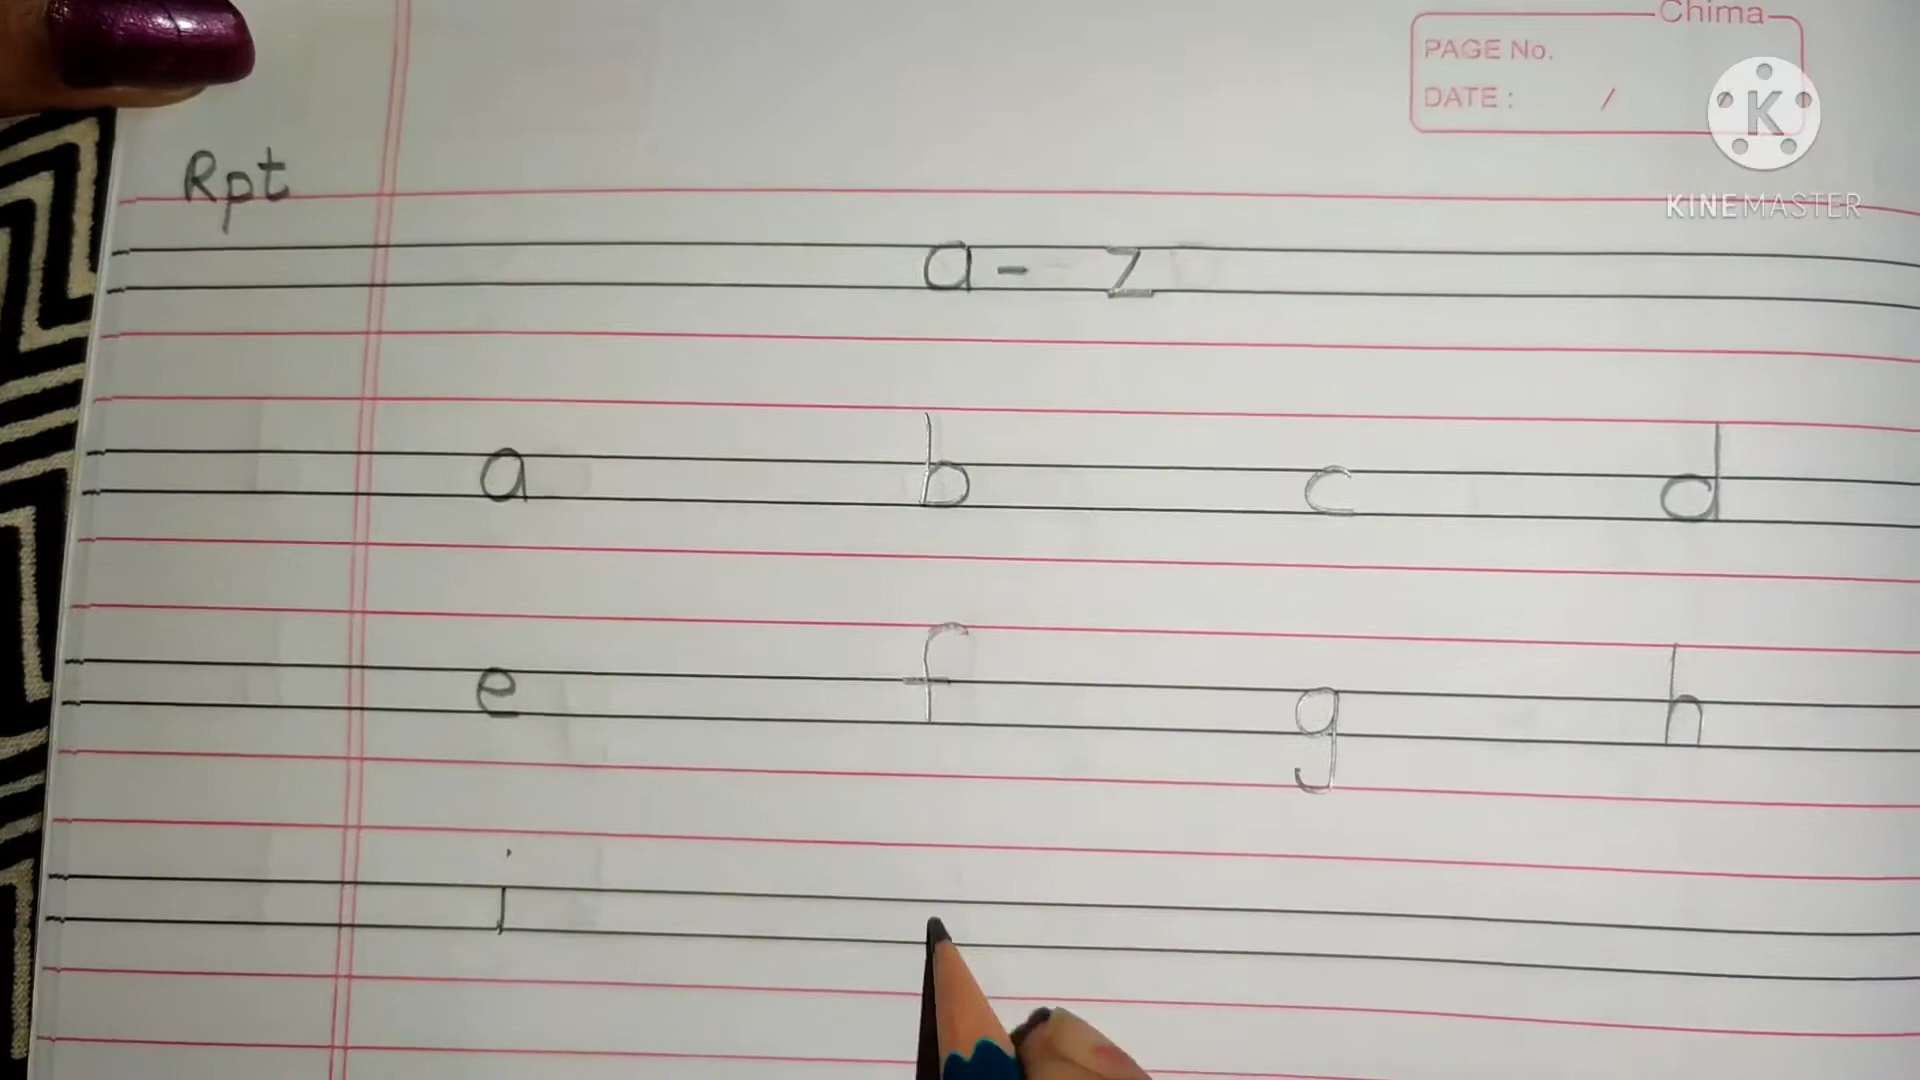 Chima
PAGE No.
DATE : / /
K
KINEMASTER
Rpt
a - z
a b c d
e f g h
i